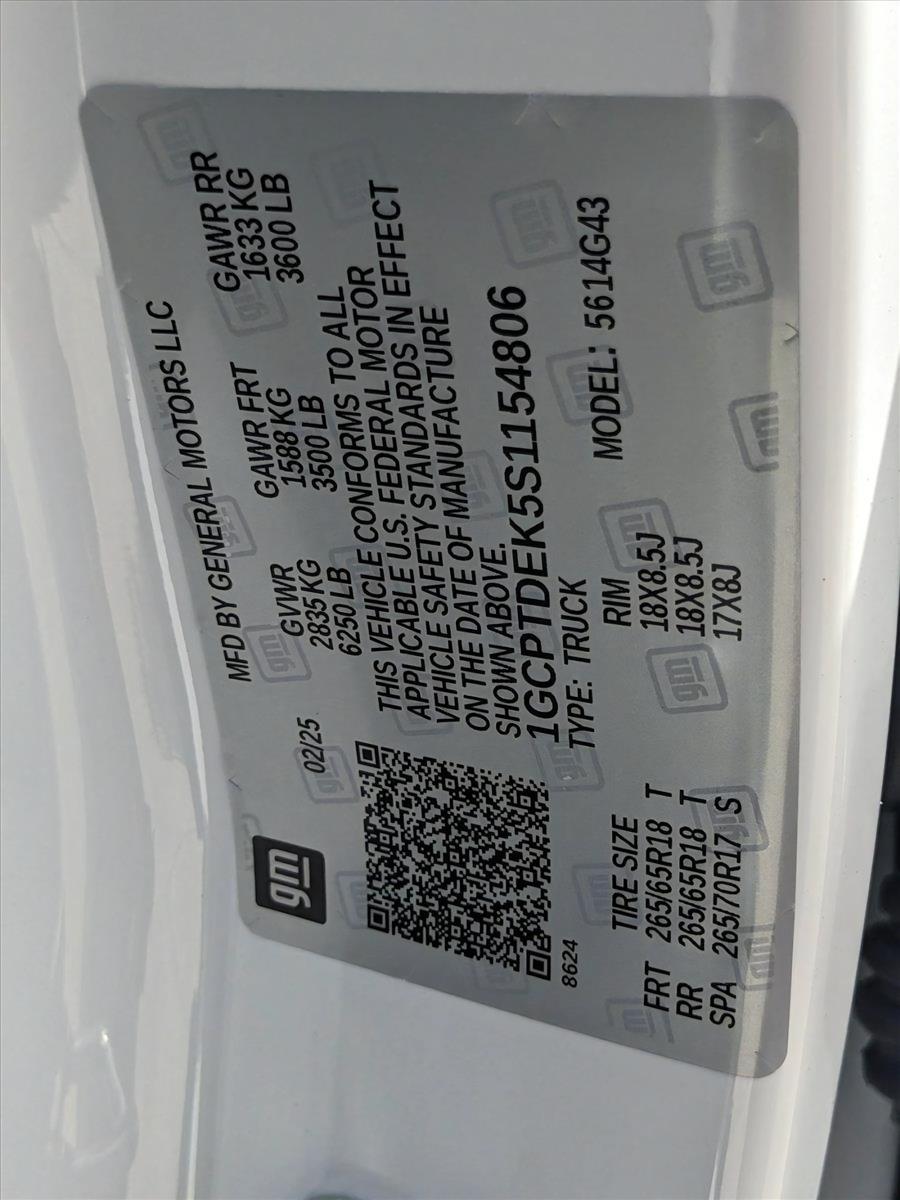 gm
MFD BY GENERAL MOTORS LLC
02/25
GVWR GAWR FRT GAWR RR
2835 KG 1588 KG 1633 KG
6250 LB 3500 LB 3600 LB
THIS VEHICLE CONFORMS TO ALL
APPLICABLE U.S. FEDERAL MOTOR
VEHICLE SAFETY STANDARDS IN EFFECT
ON THE DATE OF MANUFACTURE
SHOWN ABOVE.
1GCPTDEK5S1154806
TYPE: TRUCK MODEL: 5614G43
8624
TIRE SIZE RIM
FRT 265/65R18 T 18X8.5J
RR 265/65R18 T 18X8.5J
SPA 265/70R17 S 17X8J